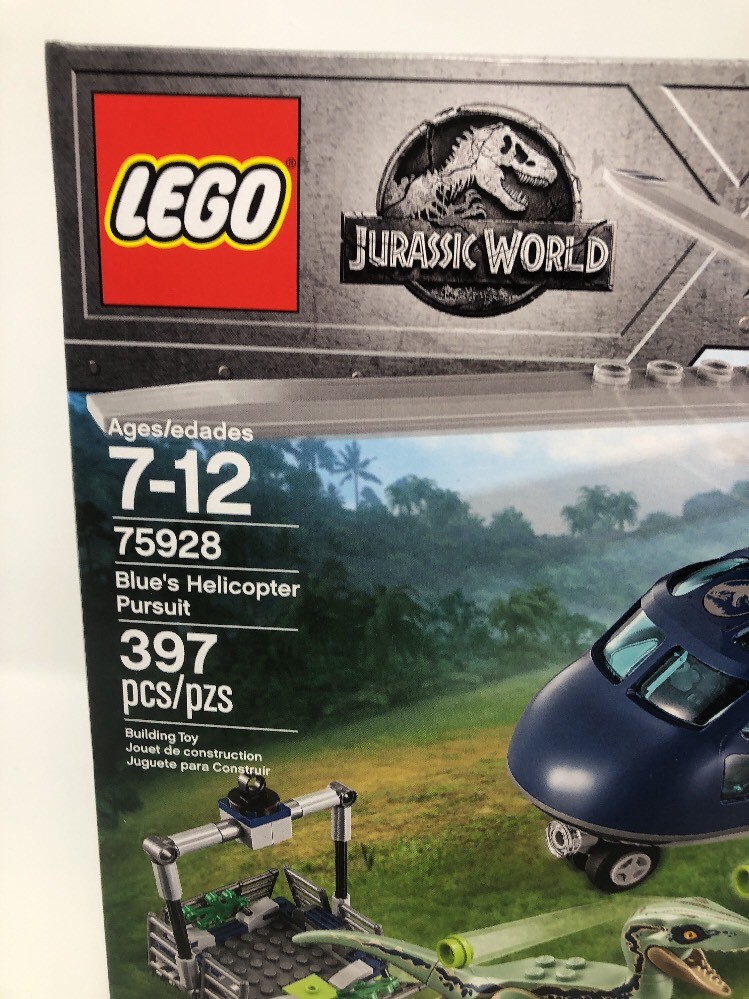 LEGO®
JURASSIC WORLD
Ages/edades
7-12
75928
Blue's Helicopter
Pursuit
397
pcs/pzs
Building Toy
Jouet de construction
Juguete para Construir